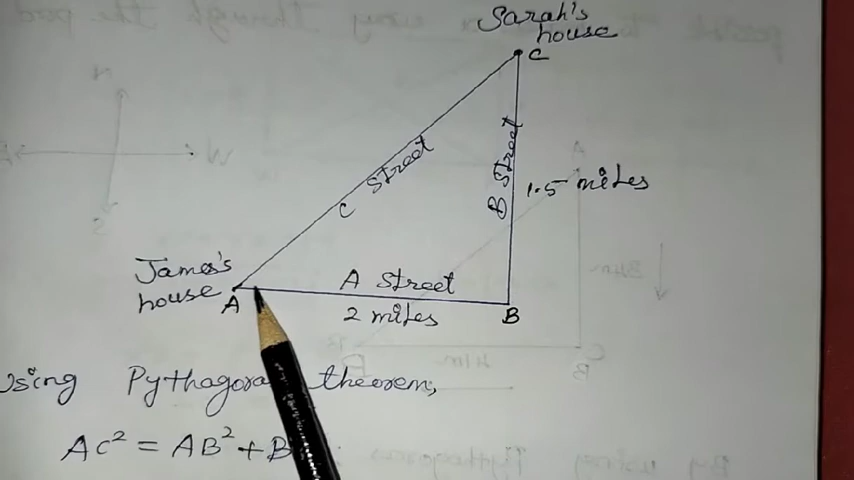 Sarah's
house
C
C Street
B Street
1.5 miles
James's
house
A
A Street
2 miles
B
Using Pythagoras theorem,
AC² = AB² + B